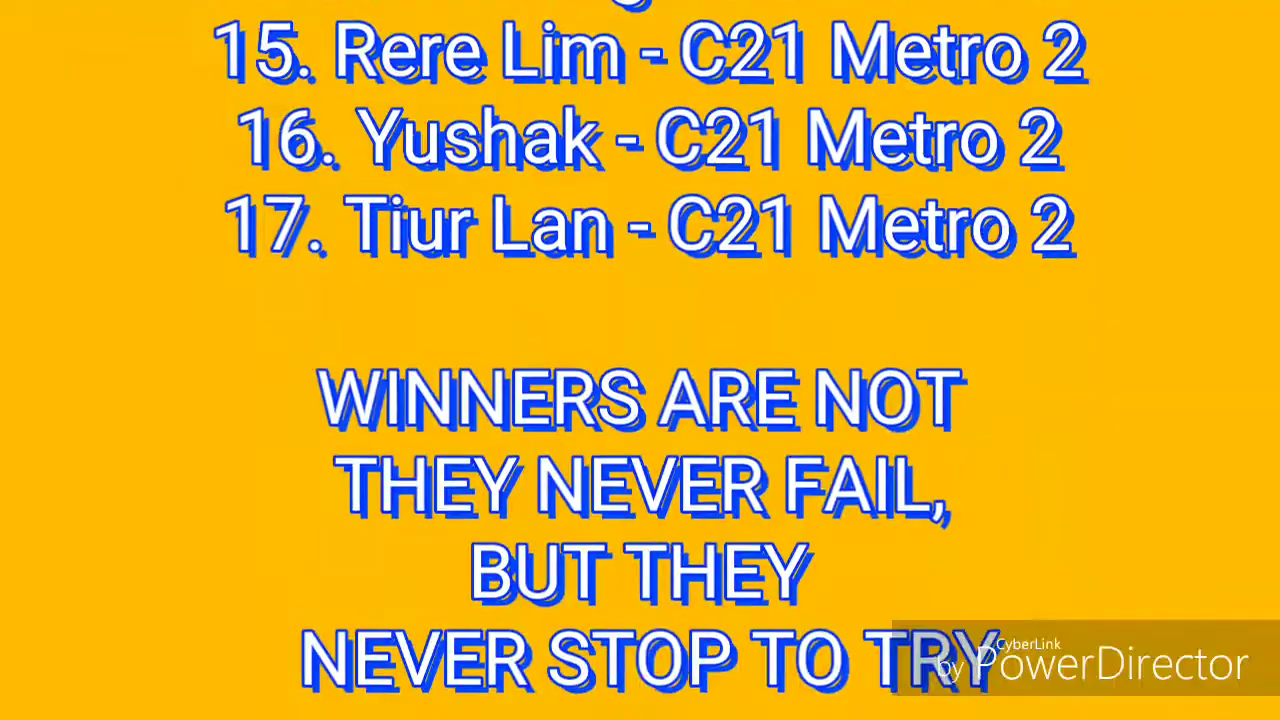 15. Rere Lim - C21 Metro 2
16. Yushak - C21 Metro 2
17. Tiur Lan - C21 Metro 2
WINNERS ARE NOT
THEY NEVER FAIL,
BUT THEY
NEVER STOP TO TRY
CyberLink
by PowerDirector